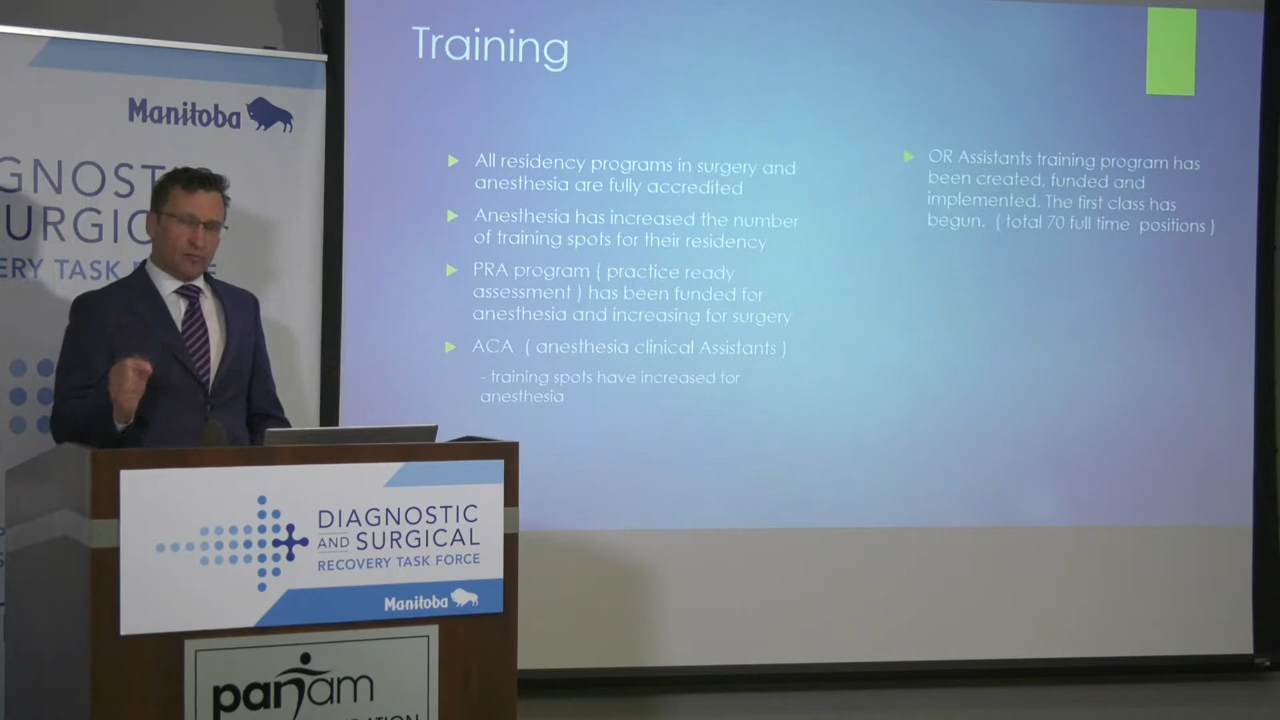 Manitoba
GNOST
URGIC
ERY TASK F CE
Training
All residency programs in surgery and
anesthesia are fully accredited
Anesthesia has increased the number
of training spots for their residency
PRA program ( practice ready
assessment ) has been funded for
anesthesia and increasing for surgery
ACA ( anesthesia clinical Assistants )
- training spots have increased for
anesthesia
OR Assistants training program has
been created, funded and
implemented. The first class has
begun. ( total 70 full time positions )
DIAGNOSTIC
AND SURGICAL
RECOVERY TASK FORCE
Manitoba
panam